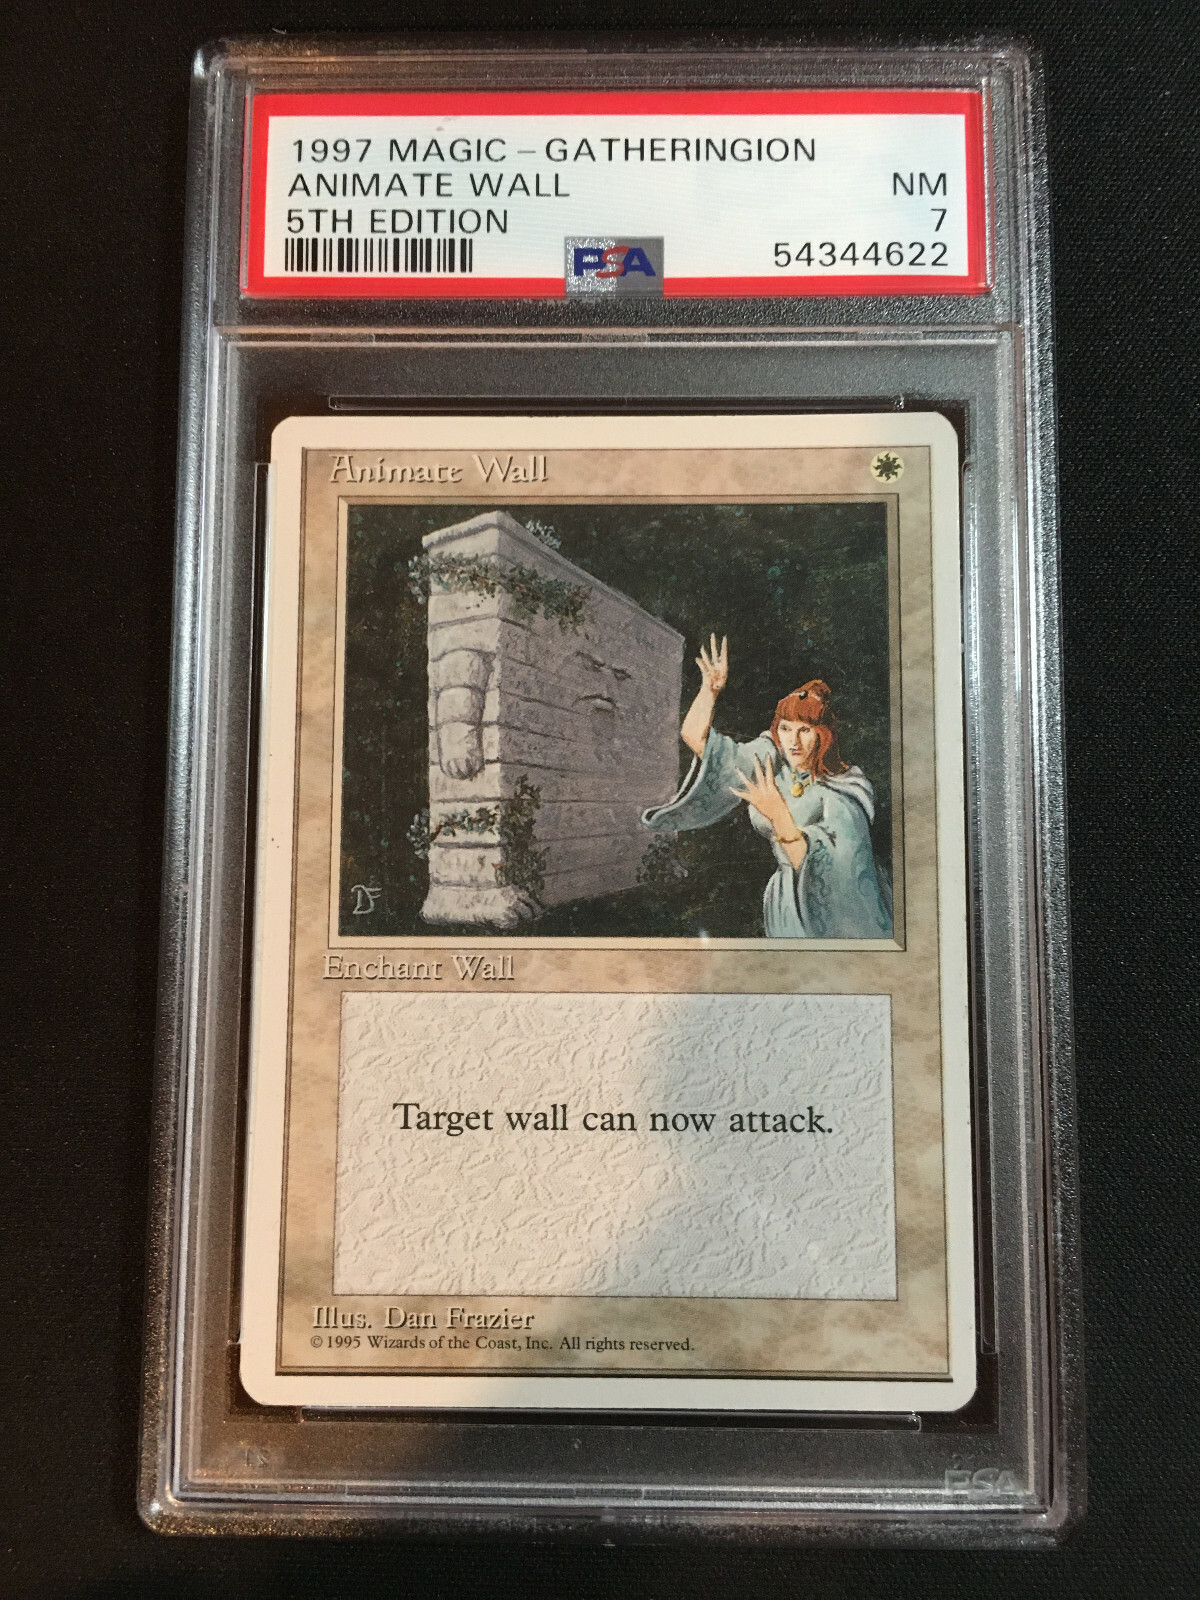 1997 MAGIC – GATHERINGION
ANIMATE WALL NM
5TH EDITION 7
PSA 54344622
Animate Wall
DF
Enchant Wall
Target wall can now attack.
Illus. Dan Frazier
© 1995 Wizards of the Coast, Inc. All rights reserved.
PSA